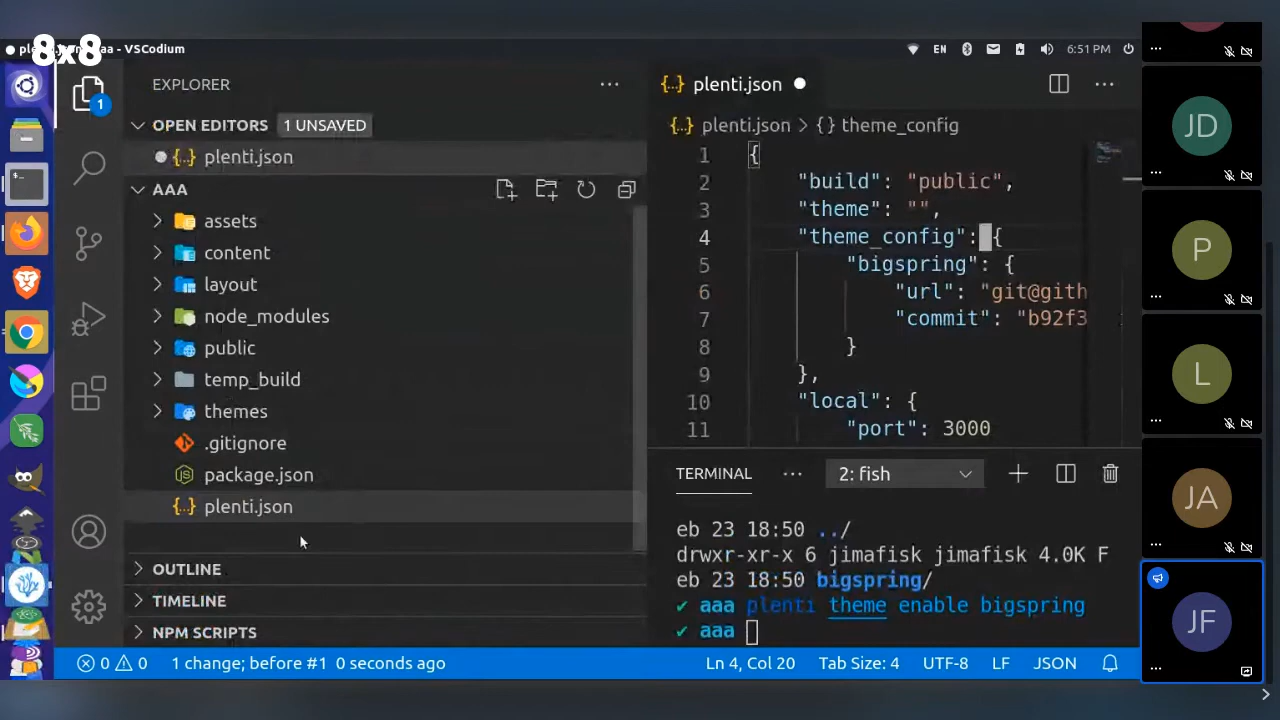 8x8
- VSCodium
EN
6:51 PM
1
EXPLORER
OPEN EDITORS
1 UNSAVED
plenti.json
AAA
assets
content
layout
node_modules
public
temp_build
themes
.gitignore
package.json
plenti.json
OUTLINE
TIMELINE
NPM SCRIPTS
plenti.json
plenti.json > {} theme_config
1 {
2 "build": "public",
3 "theme": "",
4 "theme_config": {
5 "bigspring": {
6 "url": "git@gith
7 "commit": "b92f3
8 }
9 },
10 "local": {
11 "port": 3000
TERMINAL
2: fish
eb 23 18:50 ../
drwxr-xr-x 6 jimafisk jimafisk 4.0K F
eb 23 18:50 bigspring/
✔ aaa plenti theme enable bigspring
✔ aaa
0 0
1 change; before #1 0 seconds ago
Ln 4, Col 20
Tab Size: 4
UTF-8
LF
JSON
JD
P
L
JA
JF